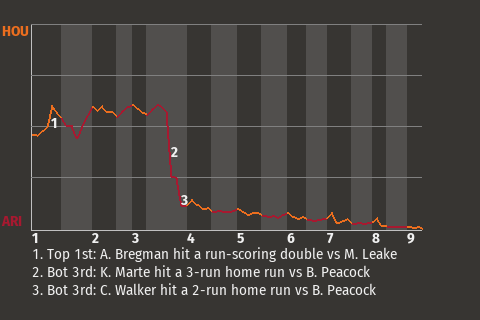 HOU
1
2
3
ARI
1 2 3 4 5 6 7 8 9
1. Top 1st: A. Bregman hit a run-scoring double vs M. Leake
2. Bot 3rd: K. Marte hit a 3-run home run vs B. Peacock
3. Bot 3rd: C. Walker hit a 2-run home run vs B. Peacock